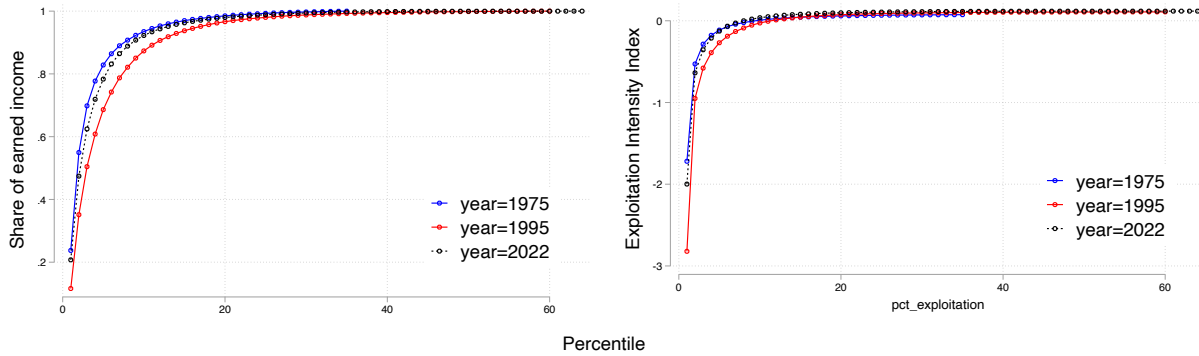 Share of earned income
1
.8
.6
.4
.2
0
20
40
60
year=1975
year=1995
year=2022
Exploitation Intensity Index
0
-1
-2
-3
0
20
40
60
pct_exploitation
year=1975
year=1995
year=2022
Percentile